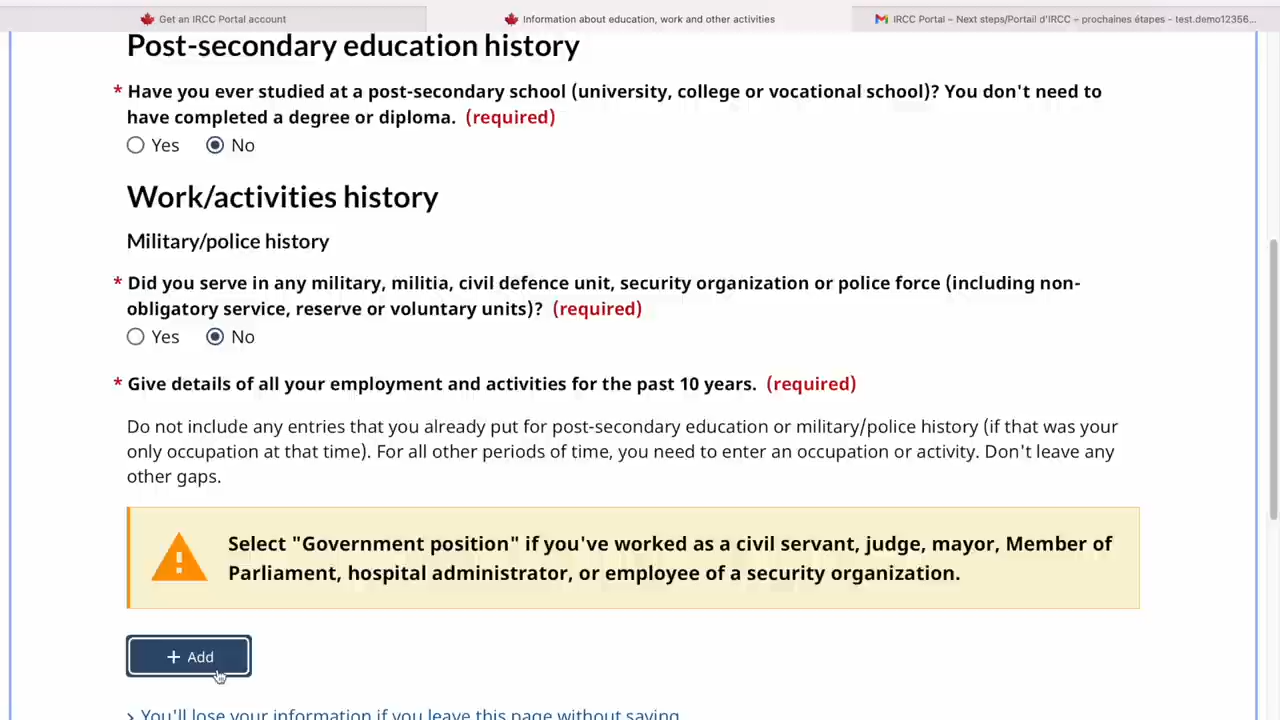 Get an IRCC Portal account
Information about education, work and other activities
IRCC Portal – Next steps/Portail d'IRCC – prochaines étapes - test.demo12356...
Post-secondary education history
* Have you ever studied at a post-secondary school (university, college or vocational school)? You don't need to
have completed a degree or diploma. (required)
Yes No
Work/activities history
Military/police history
* Did you serve in any military, militia, civil defence unit, security organization or police force (including non-
obligatory service, reserve or voluntary units)? (required)
Yes No
* Give details of all your employment and activities for the past 10 years. (required)
Do not include any entries that you already put for post-secondary education or military/police history (if that was your
only occupation at that time). For all other periods of time, you need to enter an occupation or activity. Don't leave any
other gaps.
Select "Government position" if you've worked as a civil servant, judge, mayor, Member of
Parliament, hospital administrator, or employee of a security organization.
+ Add
› You'll lose your information if you leave this page without saving